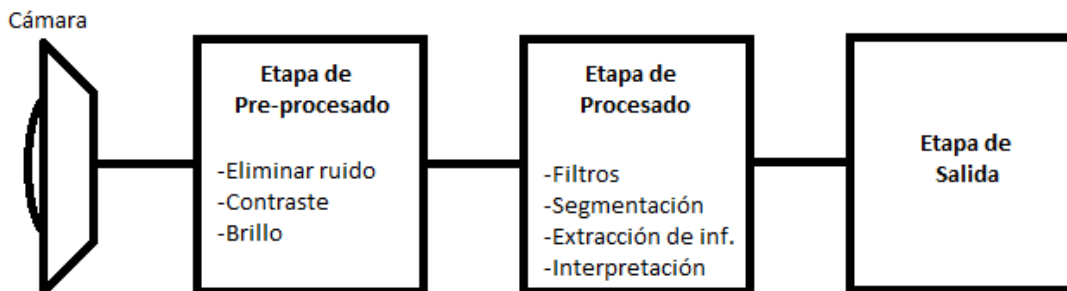 Cámara
Etapa de
Pre-procesado
-Eliminar ruido
-Contraste
-Brillo
Etapa de
Procesado
-Filtros
-Segmentación
-Extracción de inf.
-Interpretación
Etapa de
Salida